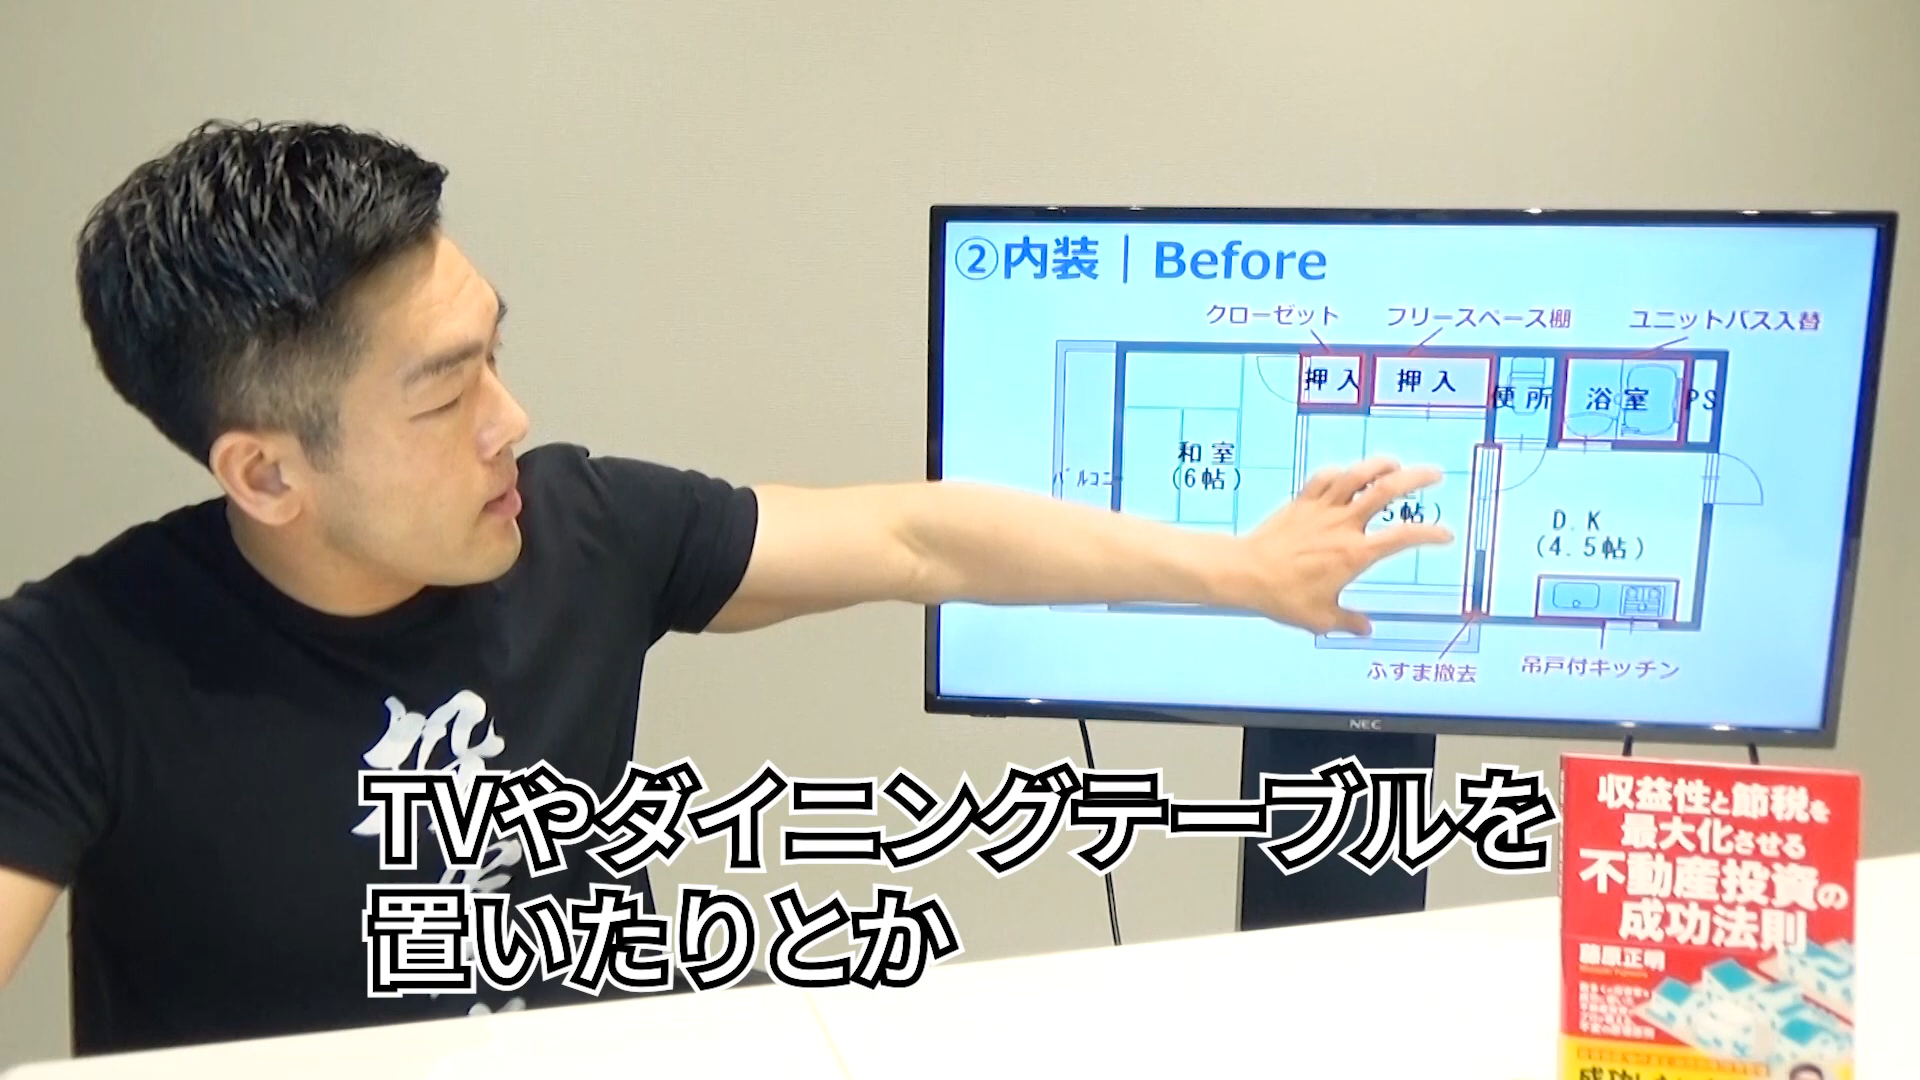 ②内装｜Before
クローゼット
フリースペース棚
ユニットバス入替
押入
押入
便所
浴室
PS
和室
(6帖)
バルコニー
5帖)
D.K
(4.5帖)
ふすま撤去
吊戸付キッチン
NEC
TVやダイニングテーブルを
置いたりとか
収益性と節税を
最大化させる
不動産投資の
成功法則
藤原正明